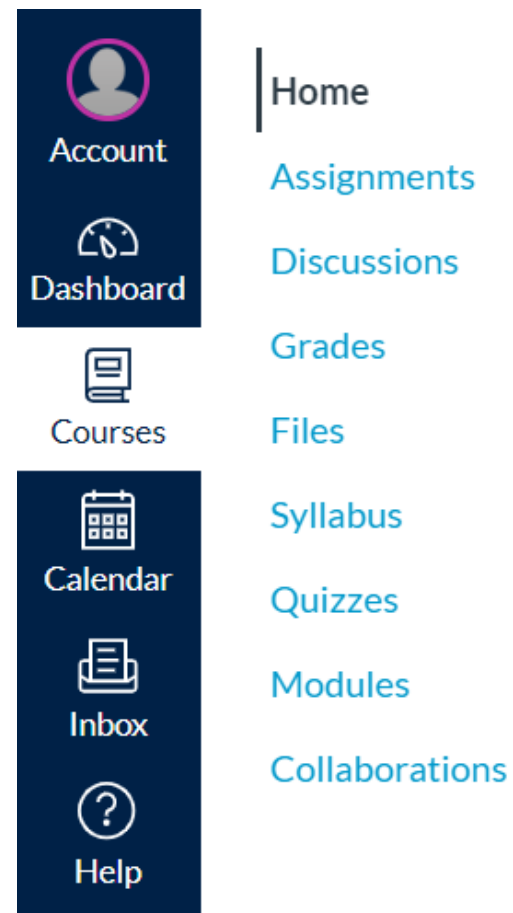 Account
Dashboard
Courses
Calendar
Inbox
Help
Home
Assignments
Discussions
Grades
Files
Syllabus
Quizzes
Modules
Collaborations